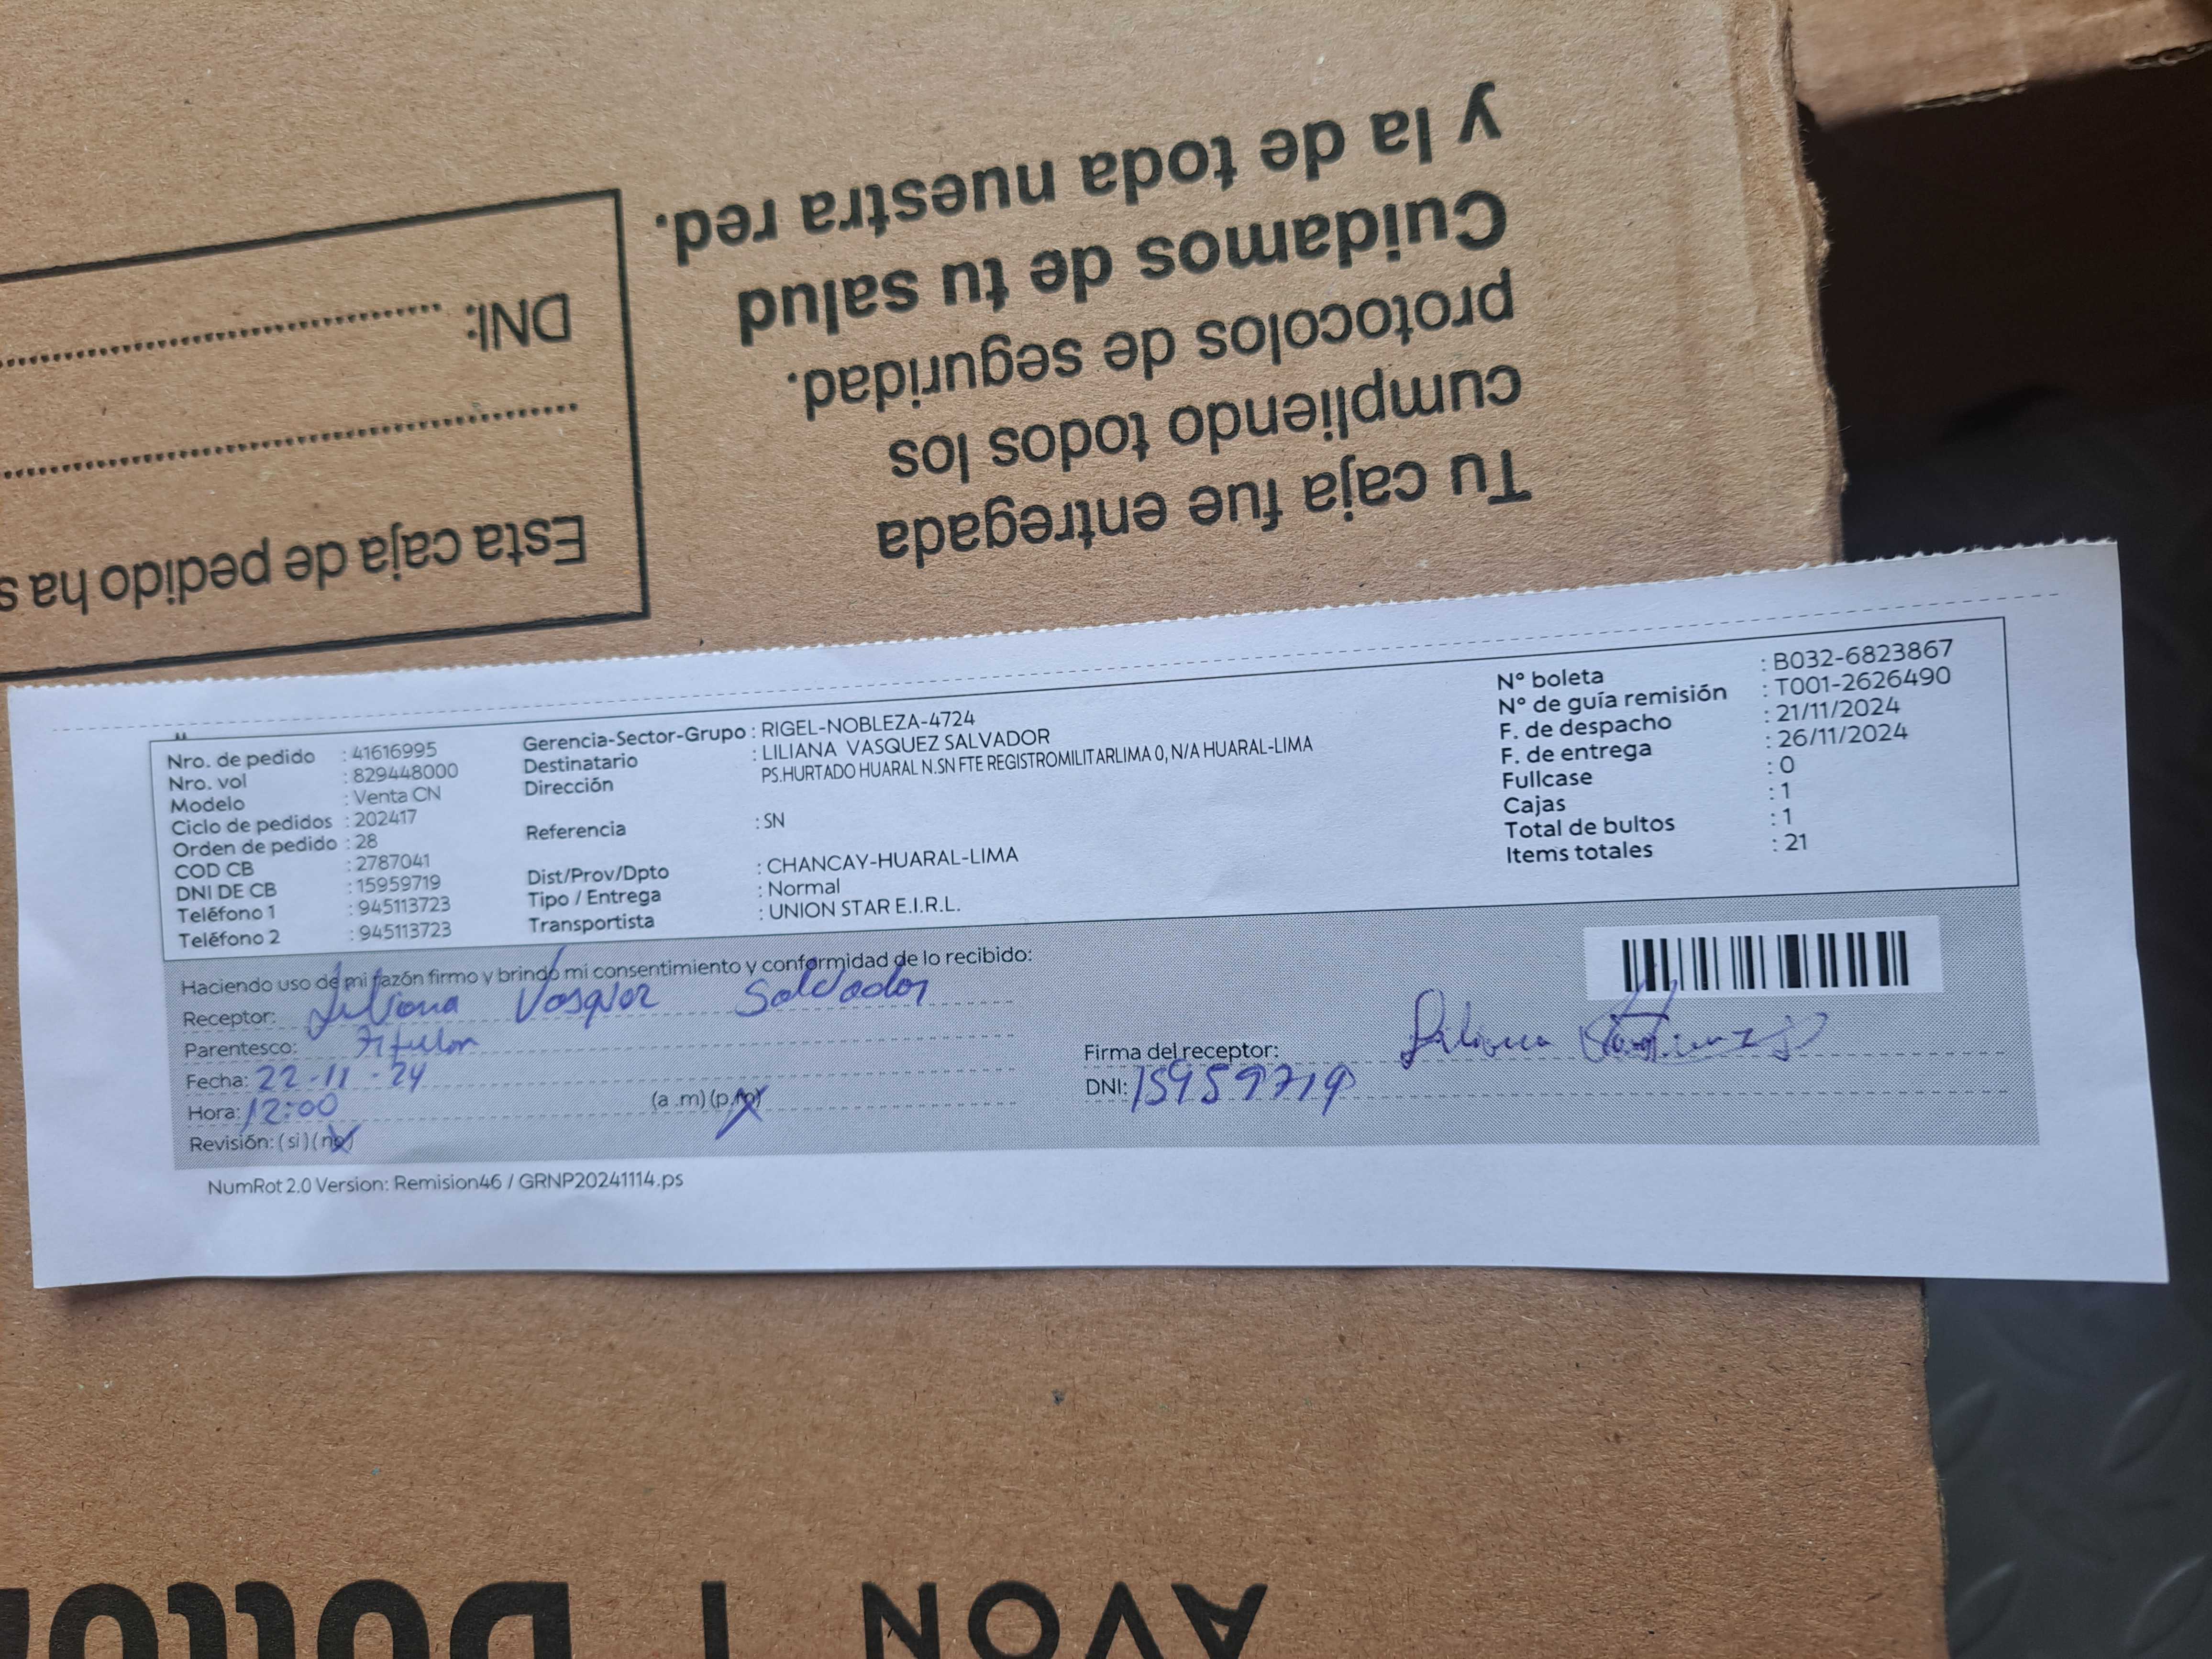 y la de toda nuestra red.
Cuidamos de tu salud
protocolos de seguridad.
cumpliendo todos los
Tu caja fue entregada
DNI:
Esta caja de pedido ha s
Nro. de pedido : 41616995
Nro. vol : 829448000
Modelo : Venta CN
Ciclo de pedidos : 202417
Orden de pedido : 28
COD CB : 2787041
DNI DE CB : 15959719
Teléfono 1 : 945113723
Teléfono 2 : 945113723
Gerencia-Sector-Grupo : RIGEL-NOBLEZA-4724
Destinatario : LILIANA VASQUEZ SALVADOR
Dirección PS.HURTADO HUARAL N.SN FTE REGISTROMILITARLIMA 0, N/A HUARAL-LIMA
Referencia : SN
Dist/Prov/Dpto : CHANCAY-HUARAL-LIMA
Tipo / Entrega : Normal
Transportista : UNION STAR E.I.R.L.
N° boleta : B032-6823867
N° de guía remisión : T001-2626490
F. de despacho : 21/11/2024
F. de entrega : 26/11/2024
Fullcase : 0
Cajas : 1
Total de bultos : 1
Items totales : 21
Haciendo uso de mi razón firmo y brindo mi consentimiento y conformidad de lo recibido:
Receptor: Liliana Vasquez Salvador
Parentesco: Titular
Fecha: 22-11-24
Hora: 12:00 (a .m) (p.m)
Revisión: (si) (no)
Firma del receptor: Liliana
DNI: 15959719
NumRot 2.0 Version: Remision46 / GRNP20241114.ps
AVON |